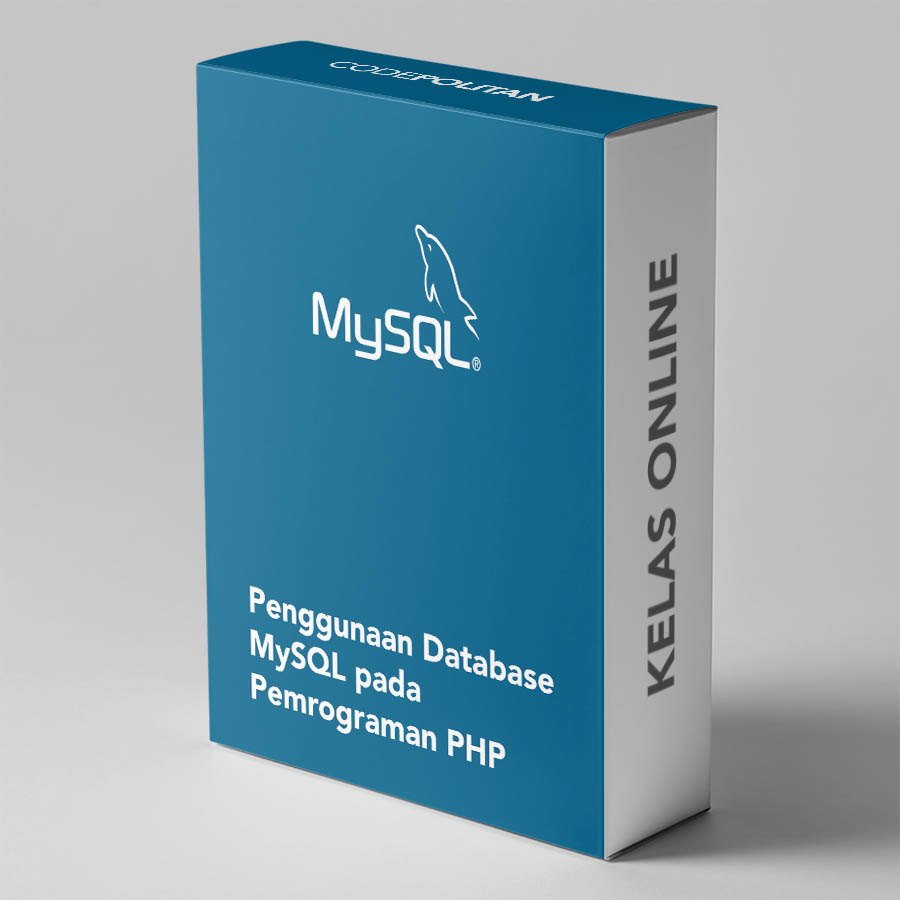 CODEPOLITAN
MySQL®
Penggunaan Database
MySQL pada
Pemrograman PHP
KELAS ONLINE